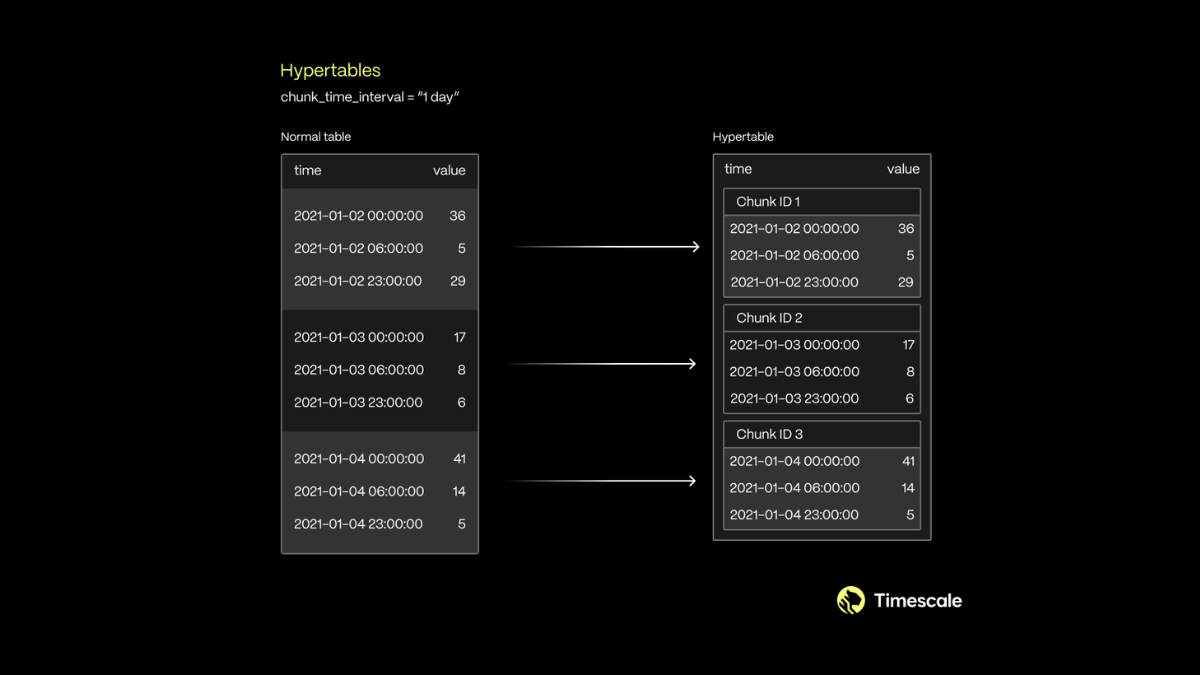 Hypertables
chunk_time_interval = "1 day"
Normal table
time value
2021-01-02 00:00:00 36
2021-01-02 06:00:00 5
2021-01-02 23:00:00 29
2021-01-03 00:00:00 17
2021-01-03 06:00:00 8
2021-01-03 23:00:00 6
2021-01-04 00:00:00 41
2021-01-04 06:00:00 14
2021-01-04 23:00:00 5
Hypertable
time value
Chunk ID 1
2021-01-02 00:00:00 36
2021-01-02 06:00:00 5
2021-01-02 23:00:00 29
Chunk ID 2
2021-01-03 00:00:00 17
2021-01-03 06:00:00 8
2021-01-03 23:00:00 6
Chunk ID 3
2021-01-04 00:00:00 41
2021-01-04 06:00:00 14
2021-01-04 23:00:00 5
Timescale